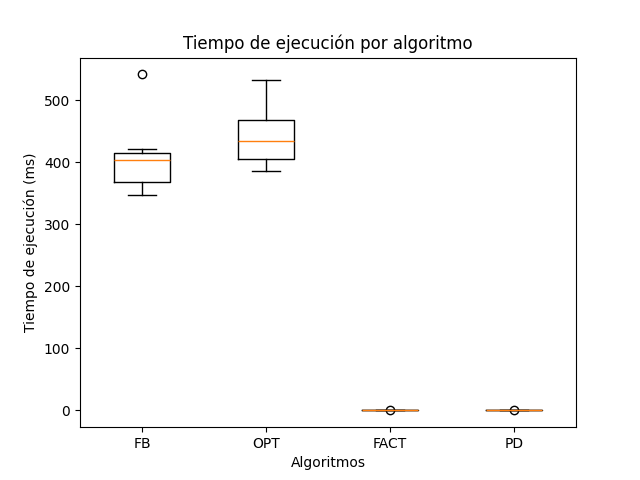 Tiempo de ejecución por algoritmo
Tiempo de ejecución (ms)
500
400
300
200
100
0
FB OPT FACT PD
Algoritmos